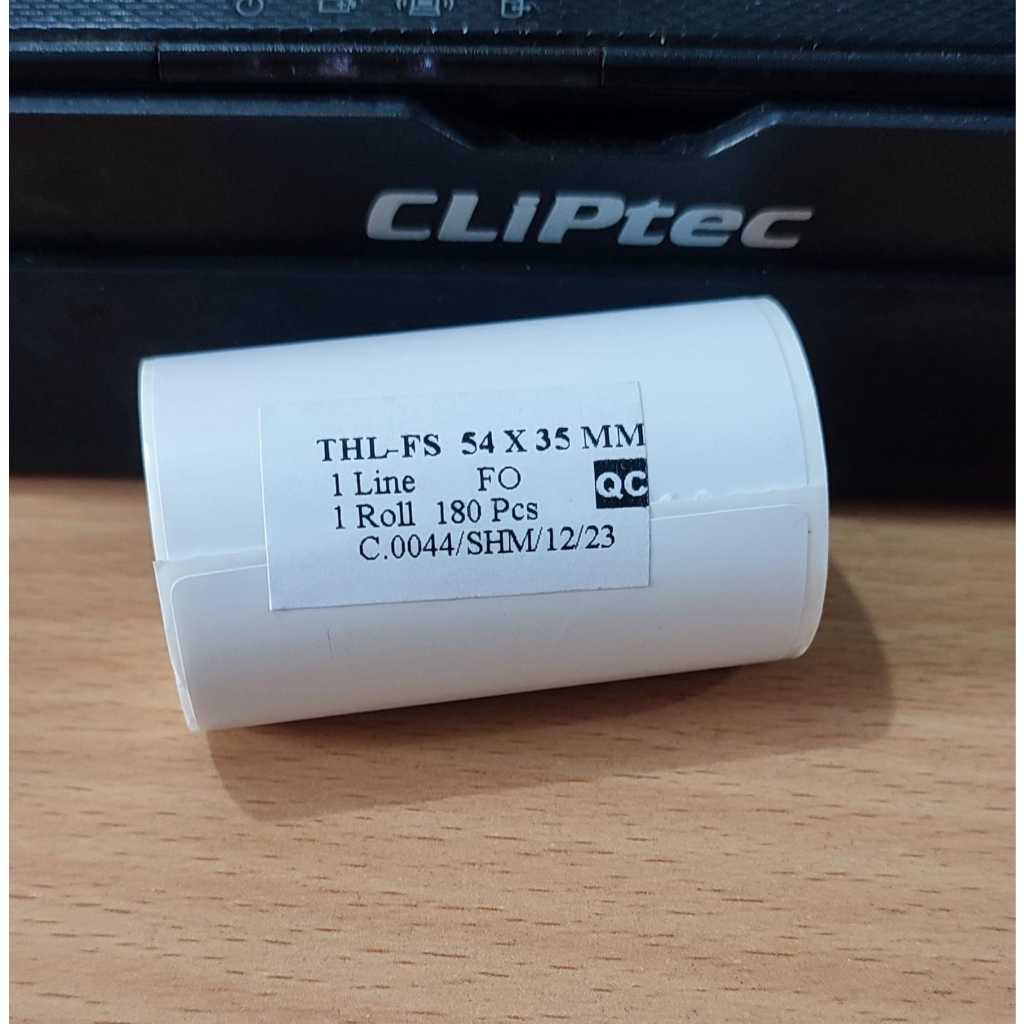 CLiPtec
THL-FS 54 X 35 MM
1 Line FO
QC
1 Roll 180 Pcs
C.0044/SHM/12/23